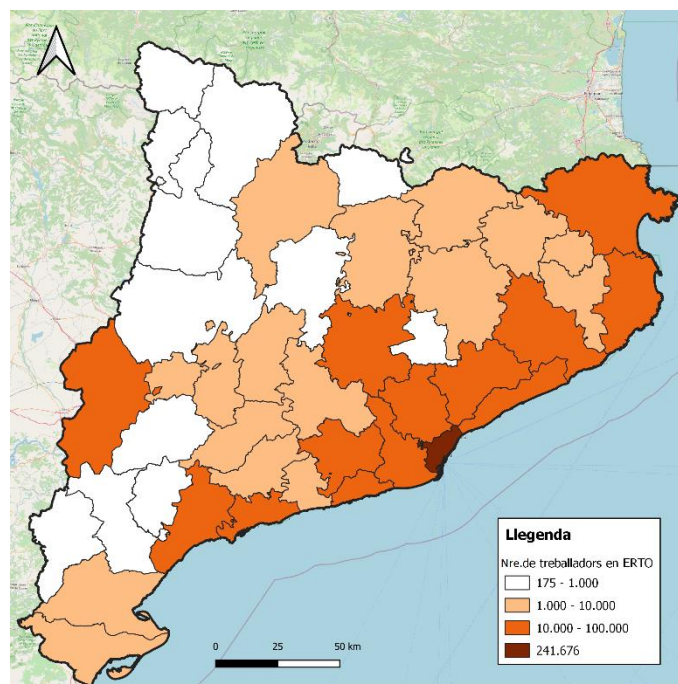 Llegenda
Nre.de treballadors en ERTO
175 - 1.000
1.000 - 10.000
10.000 - 100.000
241.676
0 25 50 km